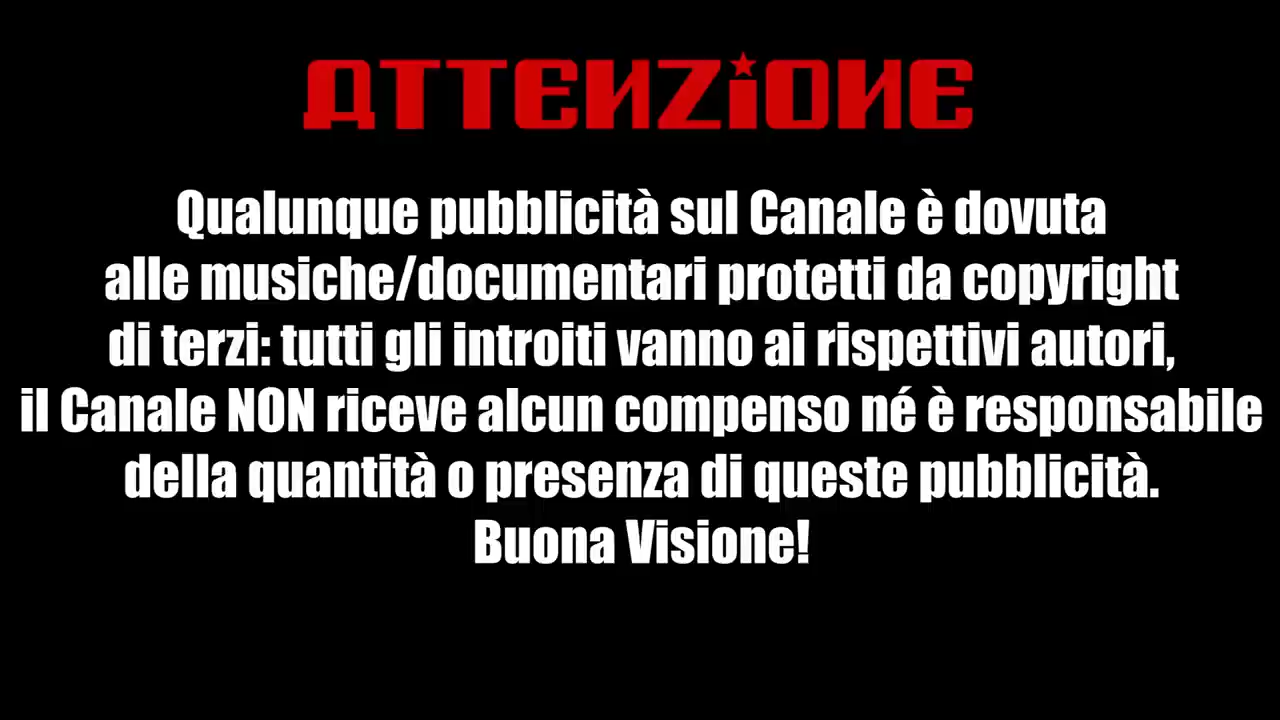 ATTENZIONE
Qualunque pubblicità sul Canale è dovuta
alle musiche/documentari protetti da copyright
di terzi: tutti gli introiti vanno ai rispettivi autori,
il Canale NON riceve alcun compenso né è responsabile
della quantità o presenza di queste pubblicità.
Buona Visione!